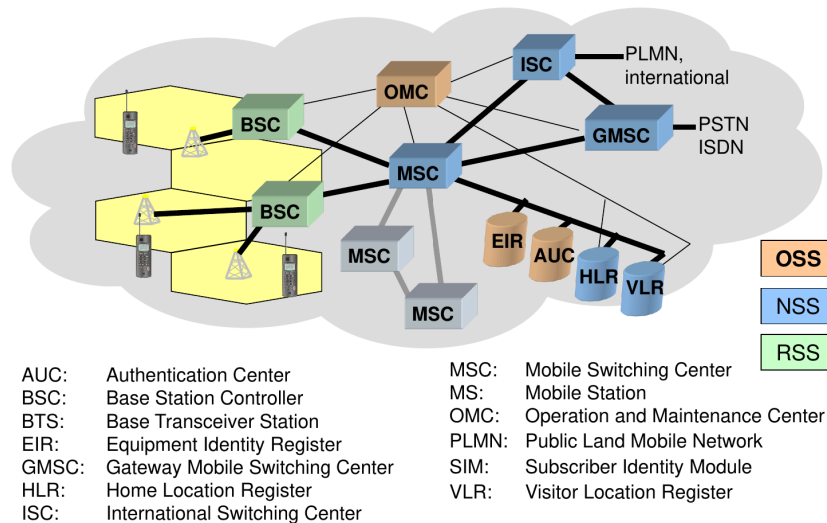 ISC
PLMN,
international
OMC
BSC
GMSC
PSTN
ISDN
MSC
BSC
EIR
AUC
HLR
VLR
MSC
MSC
OSS
NSS
RSS
AUC: Authentication Center
BSC: Base Station Controller
BTS: Base Transceiver Station
EIR: Equipment Identity Register
GMSC: Gateway Mobile Switching Center
HLR: Home Location Register
ISC: International Switching Center
MSC: Mobile Switching Center
MS: Mobile Station
OMC: Operation and Maintenance Center
PLMN: Public Land Mobile Network
SIM: Subscriber Identity Module
VLR: Visitor Location Register